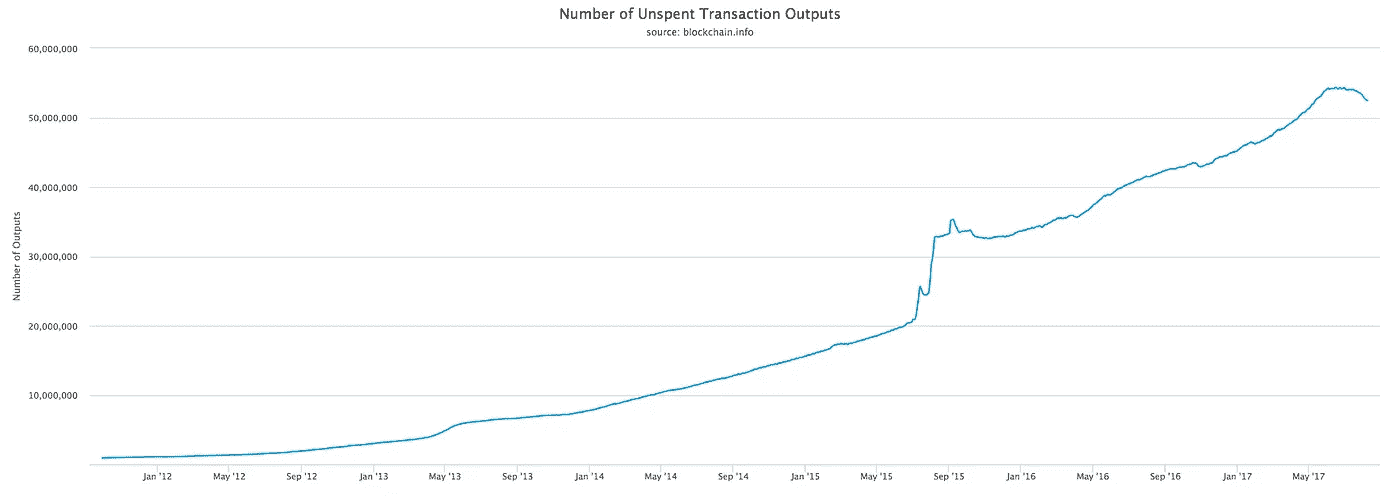 Number of Unspent Transaction Outputs
source: blockchain.info
60,000,000
50,000,000
40,000,000
30,000,000
20,000,000
10,000,000
Number of Outputs
Jan '12 May '12 Sep '12 Jan '13 May '13 Sep '13 Jan '14 May '14 Sep '14 Jan '15 May '15 Sep '15 Jan '16 May '16 Sep '16 Jan '17 May '17